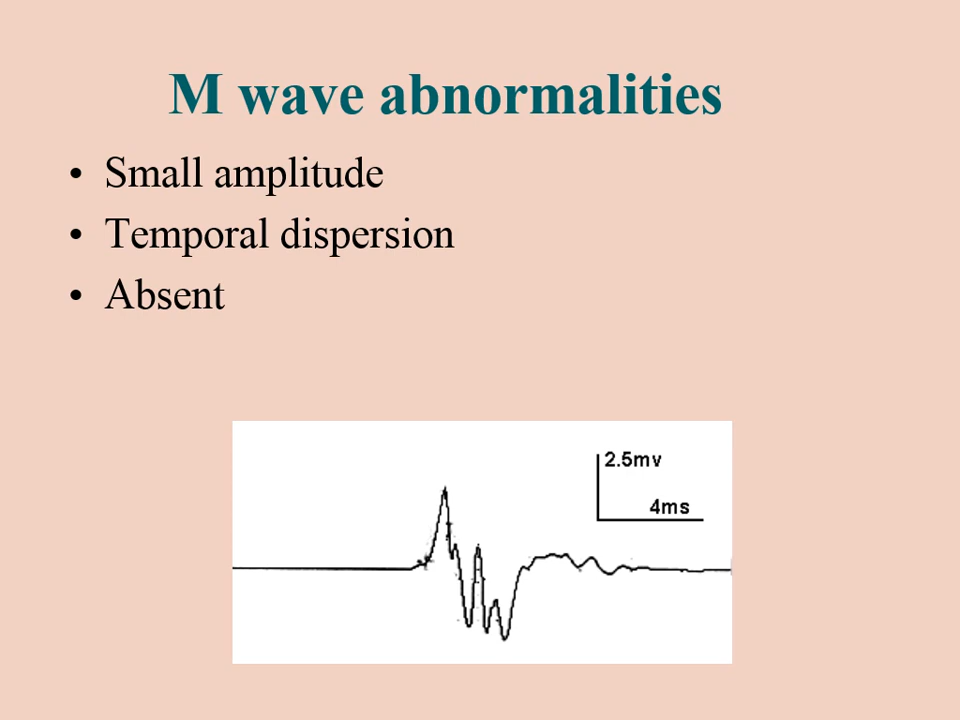 M wave abnormalities
• Small amplitude
• Temporal dispersion
• Absent
2.5mv
4ms